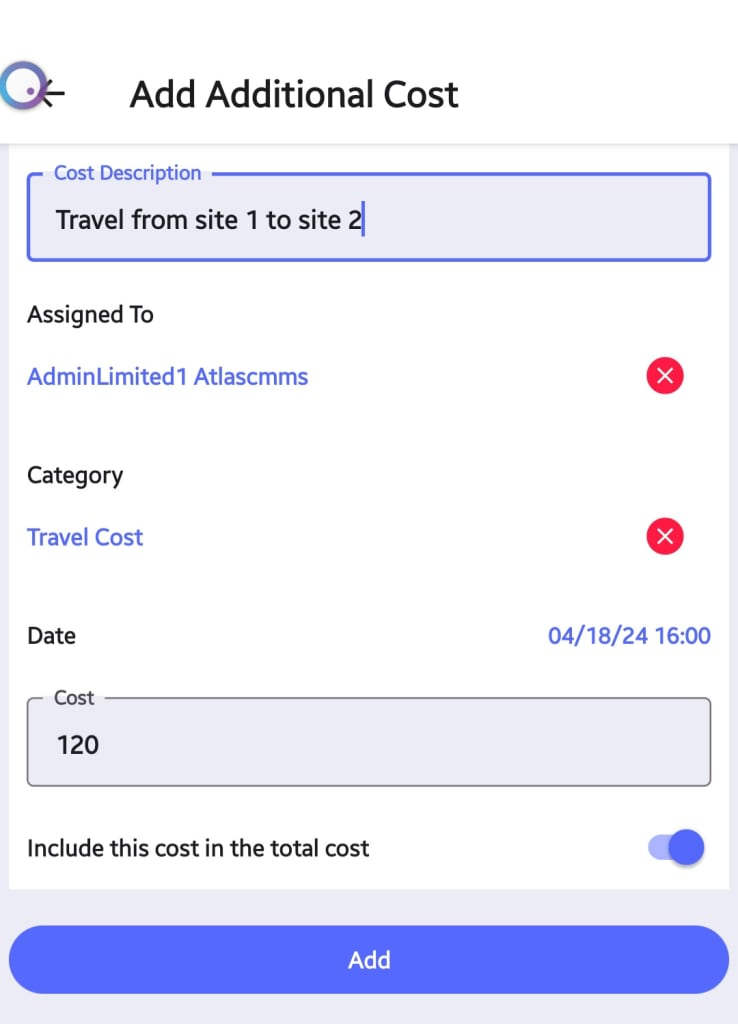 Add Additional Cost
Cost Description
Travel from site 1 to site 2
Assigned To
AdminLimited1 Atlascmms
Category
Travel Cost
Date 04/18/24 16:00
Cost
120
Include this cost in the total cost
Add